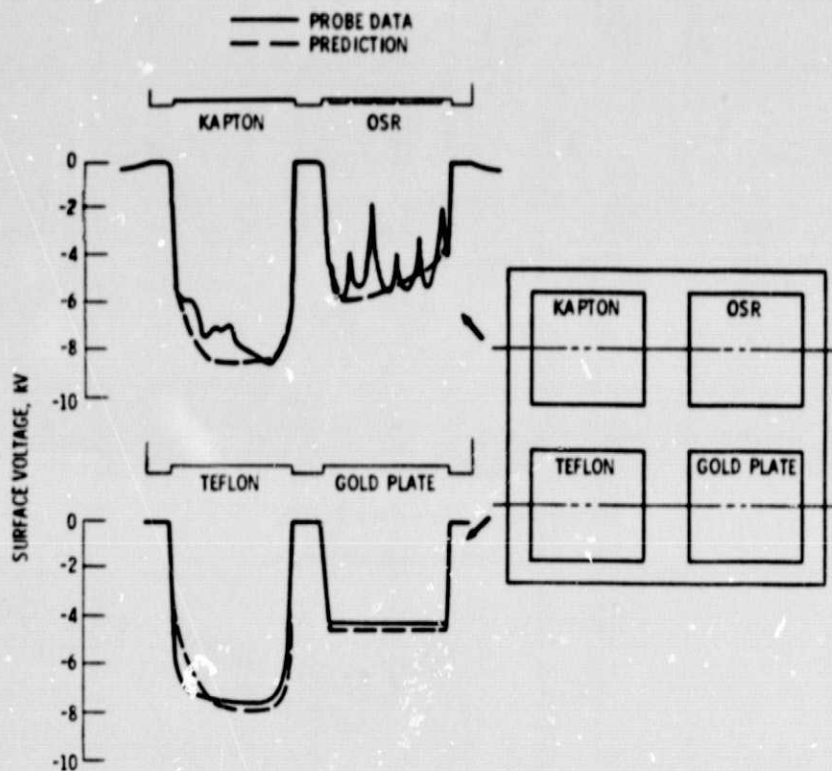 PROBE DATA
PREDICTION
KAPTON OSR
0
-2
-4
-6
-8
-10
SURFACE VOLTAGE, KV
TEFLON GOLD PLATE
0
-2
-4
-6
-8
-10
KAPTON OSR
TEFLON GOLD PLATE